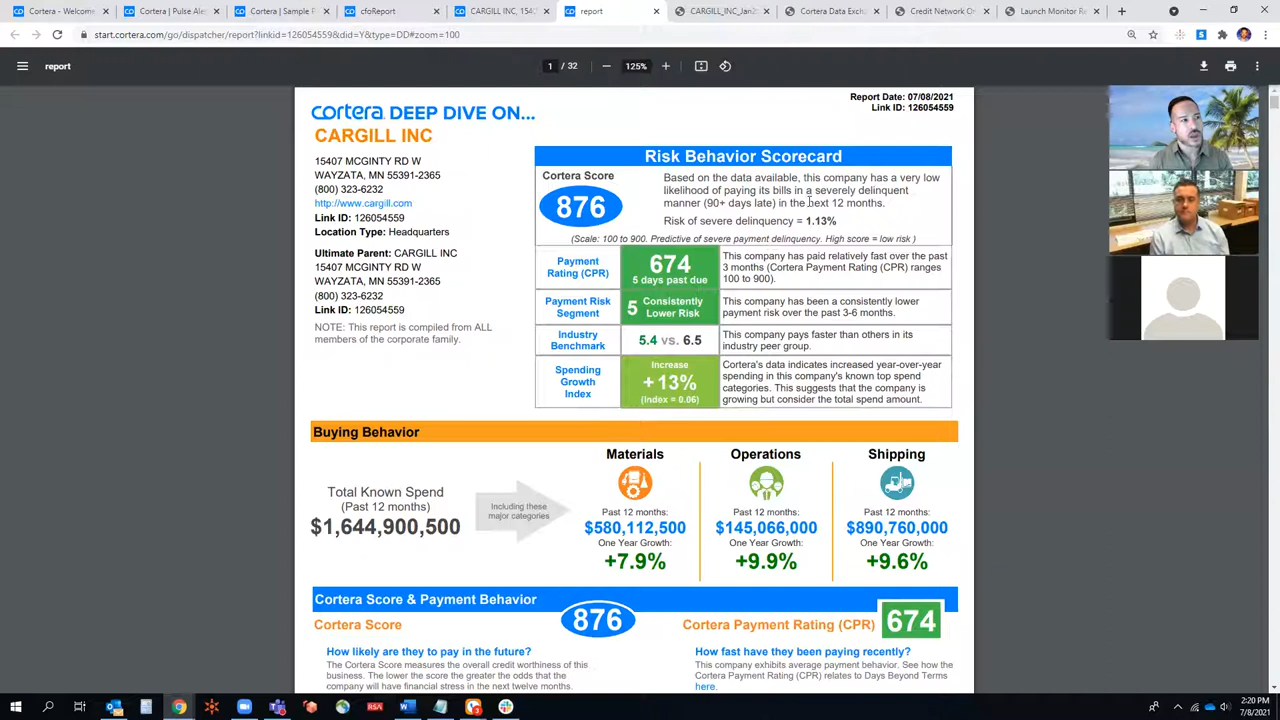 Cortera - Welcome
Cortera | Pulse Ales
Cortera | Sample F
cfoReport
CARGILL INC, 1540
report
CARGILL_INC_Jan2
Cortera Data Exch
Credit Network O
Launch Monitor Re
start.cortera.com/go/dispatcher/report?linkid=126054559&did=Y&type=DD#zoom=100
report
1 / 32
125%
Report Date: 07/08/2021
Link ID: 126054559
cortera DEEP DIVE ON...
CARGILL INC
15407 MCGINTY RD W
WAYZATA, MN 55391-2365
(800) 323-6232
http://www.cargill.com
Link ID: 126054559
Location Type: Headquarters
Ultimate Parent: CARGILL INC
15407 MCGINTY RD W
WAYZATA, MN 55391-2365
(800) 323-6232
Link ID: 126054559
NOTE: This report is compiled from ALL
members of the corporate family.
Risk Behavior Scorecard
Cortera Score
876
Based on the data available, this company has a very low
likelihood of paying its bills in a severely delinquent
manner (90+ days late) in the next 12 months.
Risk of severe delinquency = 1.13%
(Scale: 100 to 900. Predictive of severe payment delinquency. High score = low risk )
Payment
Rating (CPR)
674
5 days past due
This company has paid relatively fast over the past
3 months (Cortera Payment Rating (CPR) ranges
100 to 900).
Payment Risk
Segment
5 Consistently
Lower Risk
This company has been a consistently lower
payment risk over the past 3-6 months.
Industry
Benchmark
5.4 vs. 6.5
This company pays faster than others in its
industry peer group.
Spending
Growth
Index
Increase
+ 13%
(Index = 0.06)
Cortera's data indicates increased year-over-year
spending in this company's known top spend
categories. This suggests that the company is
growing but consider the total spend amount.
Buying Behavior
Total Known Spend
(Past 12 months)
$1,644,900,500
Including these
major categories
Materials
Past 12 months:
$580,112,500
One Year Growth:
+7.9%
Operations
Past 12 months:
$145,066,000
One Year Growth:
+9.9%
Shipping
Past 12 months:
$890,760,000
One Year Growth:
+9.6%
Cortera Score & Payment Behavior
Cortera Score
876
Cortera Payment Rating (CPR)
674
How likely are they to pay in the future?
The Cortera Score measures the overall credit worthiness of this
business. The lower the score the greater the odds that the
company will have financial stress in the next twelve months.
How fast have they been paying recently?
This company exhibits average payment behavior. See how the
Cortera Payment Rating (CPR) relates to Days Beyond Terms
here.
RSA
2:20 PM
7/8/2021